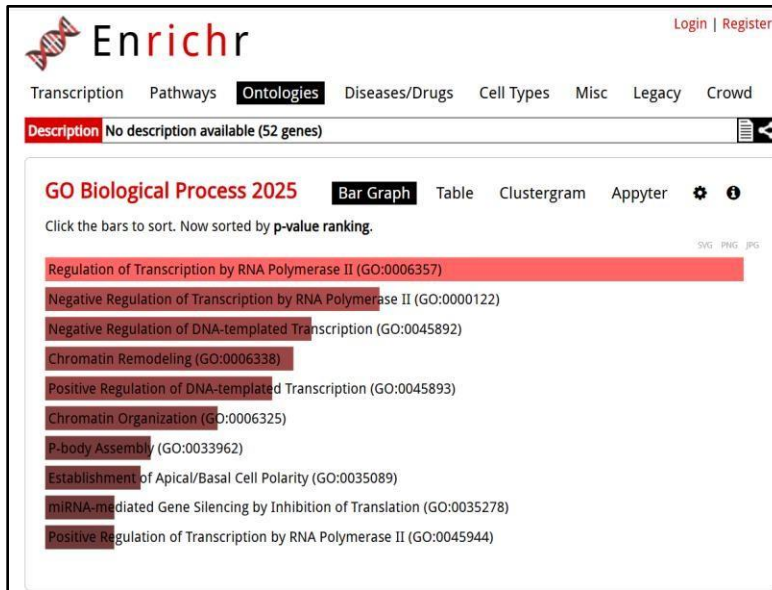 Enrichr
Login | Register
Transcription Pathways Ontologies Diseases/Drugs Cell Types Misc Legacy Crowd
Description No description available (52 genes)
GO Biological Process 2025 Bar Graph Table Clustergram Appyter
Click the bars to sort. Now sorted by p-value ranking.
SVG PNG JPG
Regulation of Transcription by RNA Polymerase II (GO:0006357)
Negative Regulation of Transcription by RNA Polymerase II (GO:0000122)
Negative Regulation of DNA-templated Transcription (GO:0045892)
Chromatin Remodeling (GO:0006338)
Positive Regulation of DNA-templated Transcription (GO:0045893)
Chromatin Organization (GO:0006325)
P-body Assembly (GO:0033962)
Establishment of Apical/Basal Cell Polarity (GO:0035089)
miRNA-mediated Gene Silencing by Inhibition of Translation (GO:0035278)
Positive Regulation of Transcription by RNA Polymerase II (GO:0045944)